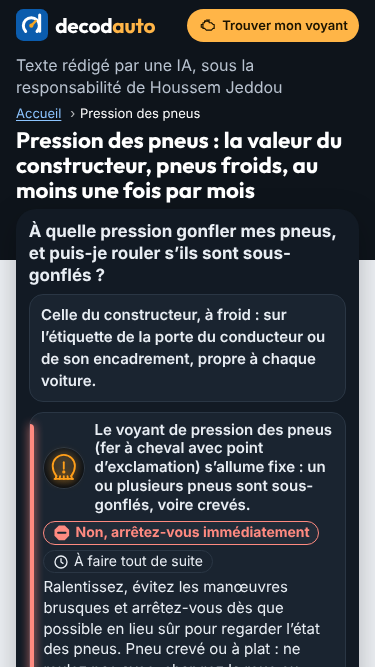 decodauto
Trouver mon voyant
Texte rédigé par une IA, sous la
responsabilité de Houssem Jeddou
Accueil › Pression des pneus
Pression des pneus : la valeur du
constructeur, pneus froids, au
moins une fois par mois
À quelle pression gonfler mes pneus,
et puis-je rouler s’ils sont sous-
gonflés ?
Celle du constructeur, à froid : sur
l’étiquette de la porte du conducteur ou
de son encadrement, propre à chaque
voiture.
Le voyant de pression des pneus
(fer à cheval avec point
d’exclamation) s’allume fixe : un
ou plusieurs pneus sont sous-
gonflés, voire crevés.
Non, arrêtez-vous immédiatement
À faire tout de suite
Ralentissez, évitez les manœuvres
brusques et arrêtez-vous dès que
possible en lieu sûr pour regarder l’état
des pneus. Pneu crevé ou à plat : ne